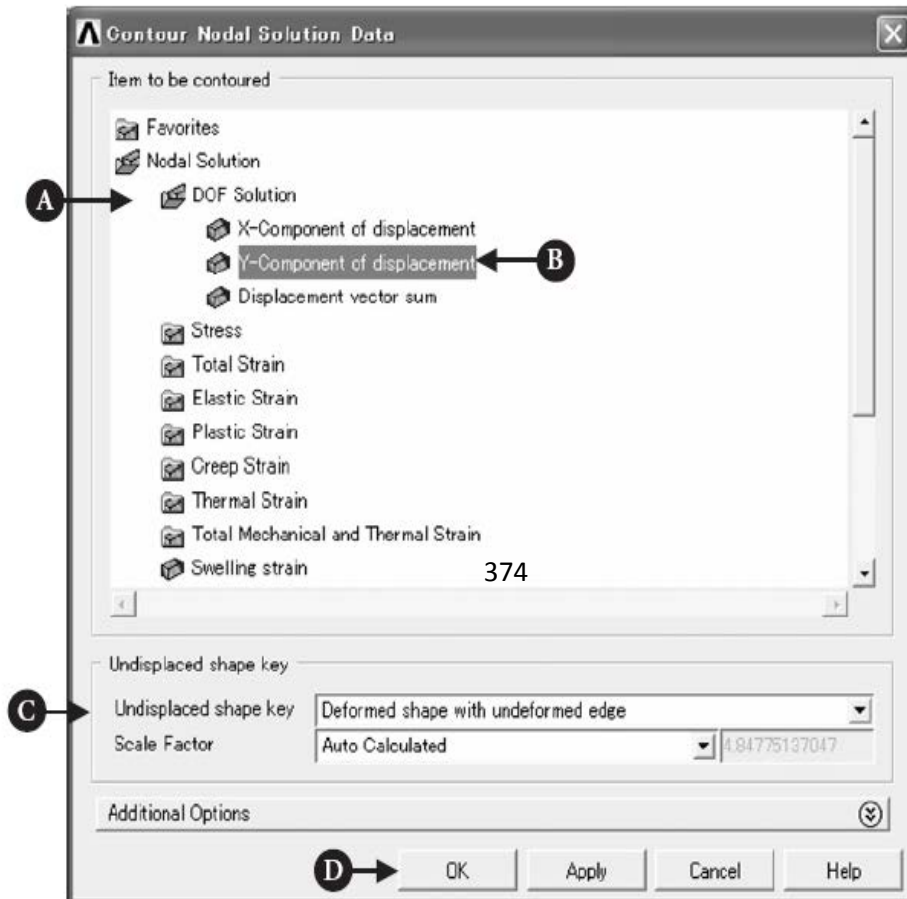 Contour Nodal Solution Data
Item to be contoured
Favorites
Nodal Solution
A
DOF Solution
X-Component of displacement
Y-Component of displacement B
Displacement vector sum
Stress
Total Strain
Elastic Strain
Plastic Strain
Creep Strain
Thermal Strain
Total Mechanical and Thermal Strain
Swelling strain 374
Undisplaced shape key
C Undisplaced shape key Deformed shape with undeformed edge
Scale Factor Auto Calculated 4.84775137047
Additional Options
D OK Apply Cancel Help